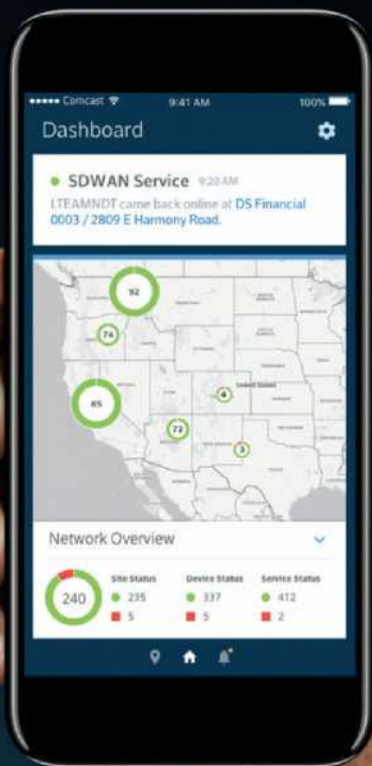 Comcast 9:41 AM 100%
Dashboard
SDWAN Service 9:20 AM
LTEAMNDT came back online at DS Financial
0003 / 2809 E Harmony Road.
92
74
65
4
United States
72
3
Network Overview
240
Site Status Device Status Service Status
235 337 412
5 5 2